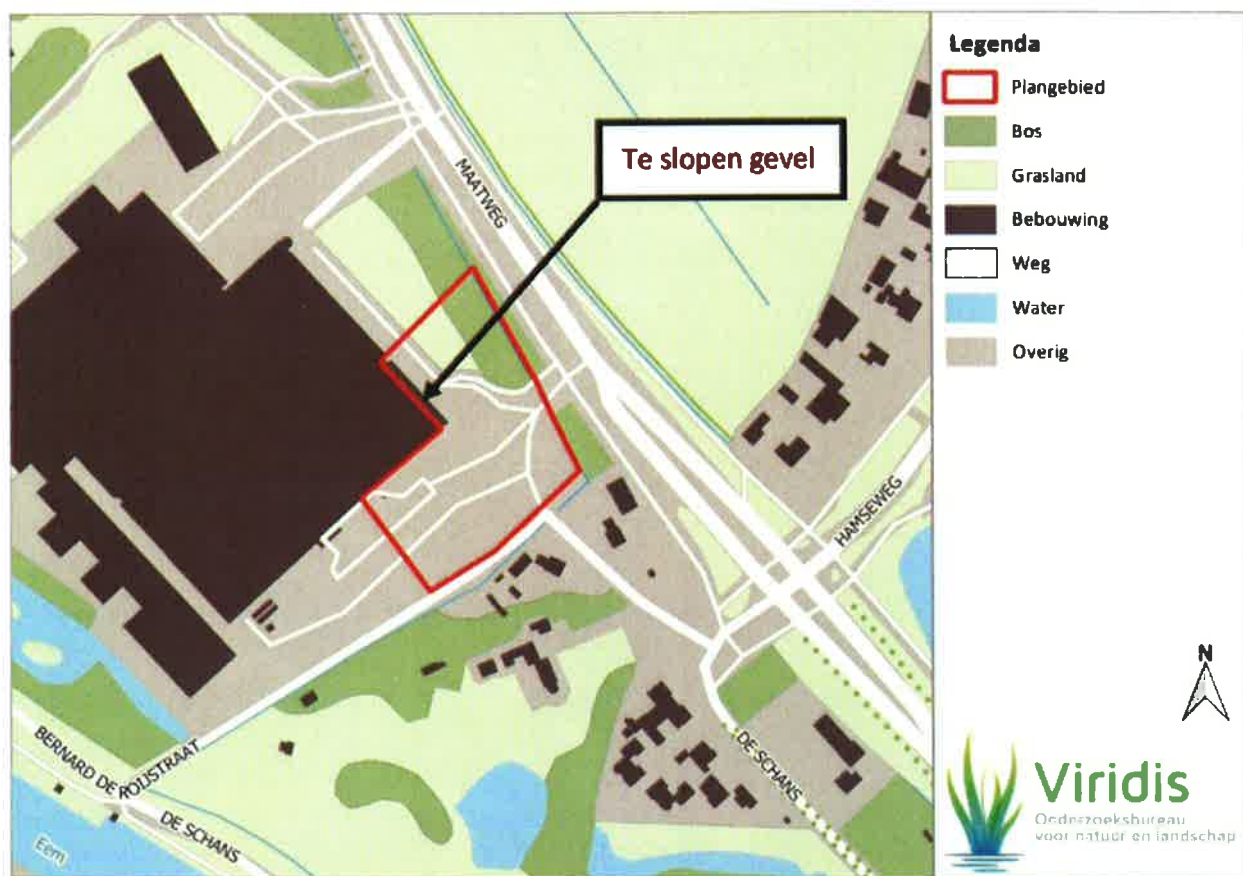 Te slopen gevel
MAATWEG
HAMSEWEG
BERNARD DE ROIJSTRAAT
DE SCHANS
DE SCHANS
Eem
Legenda
Plangebied
Bos
Grasland
Bebouwing
Weg
Water
Overig
N
Viridis
Onderzoeksbureau
voor natuur en landschap